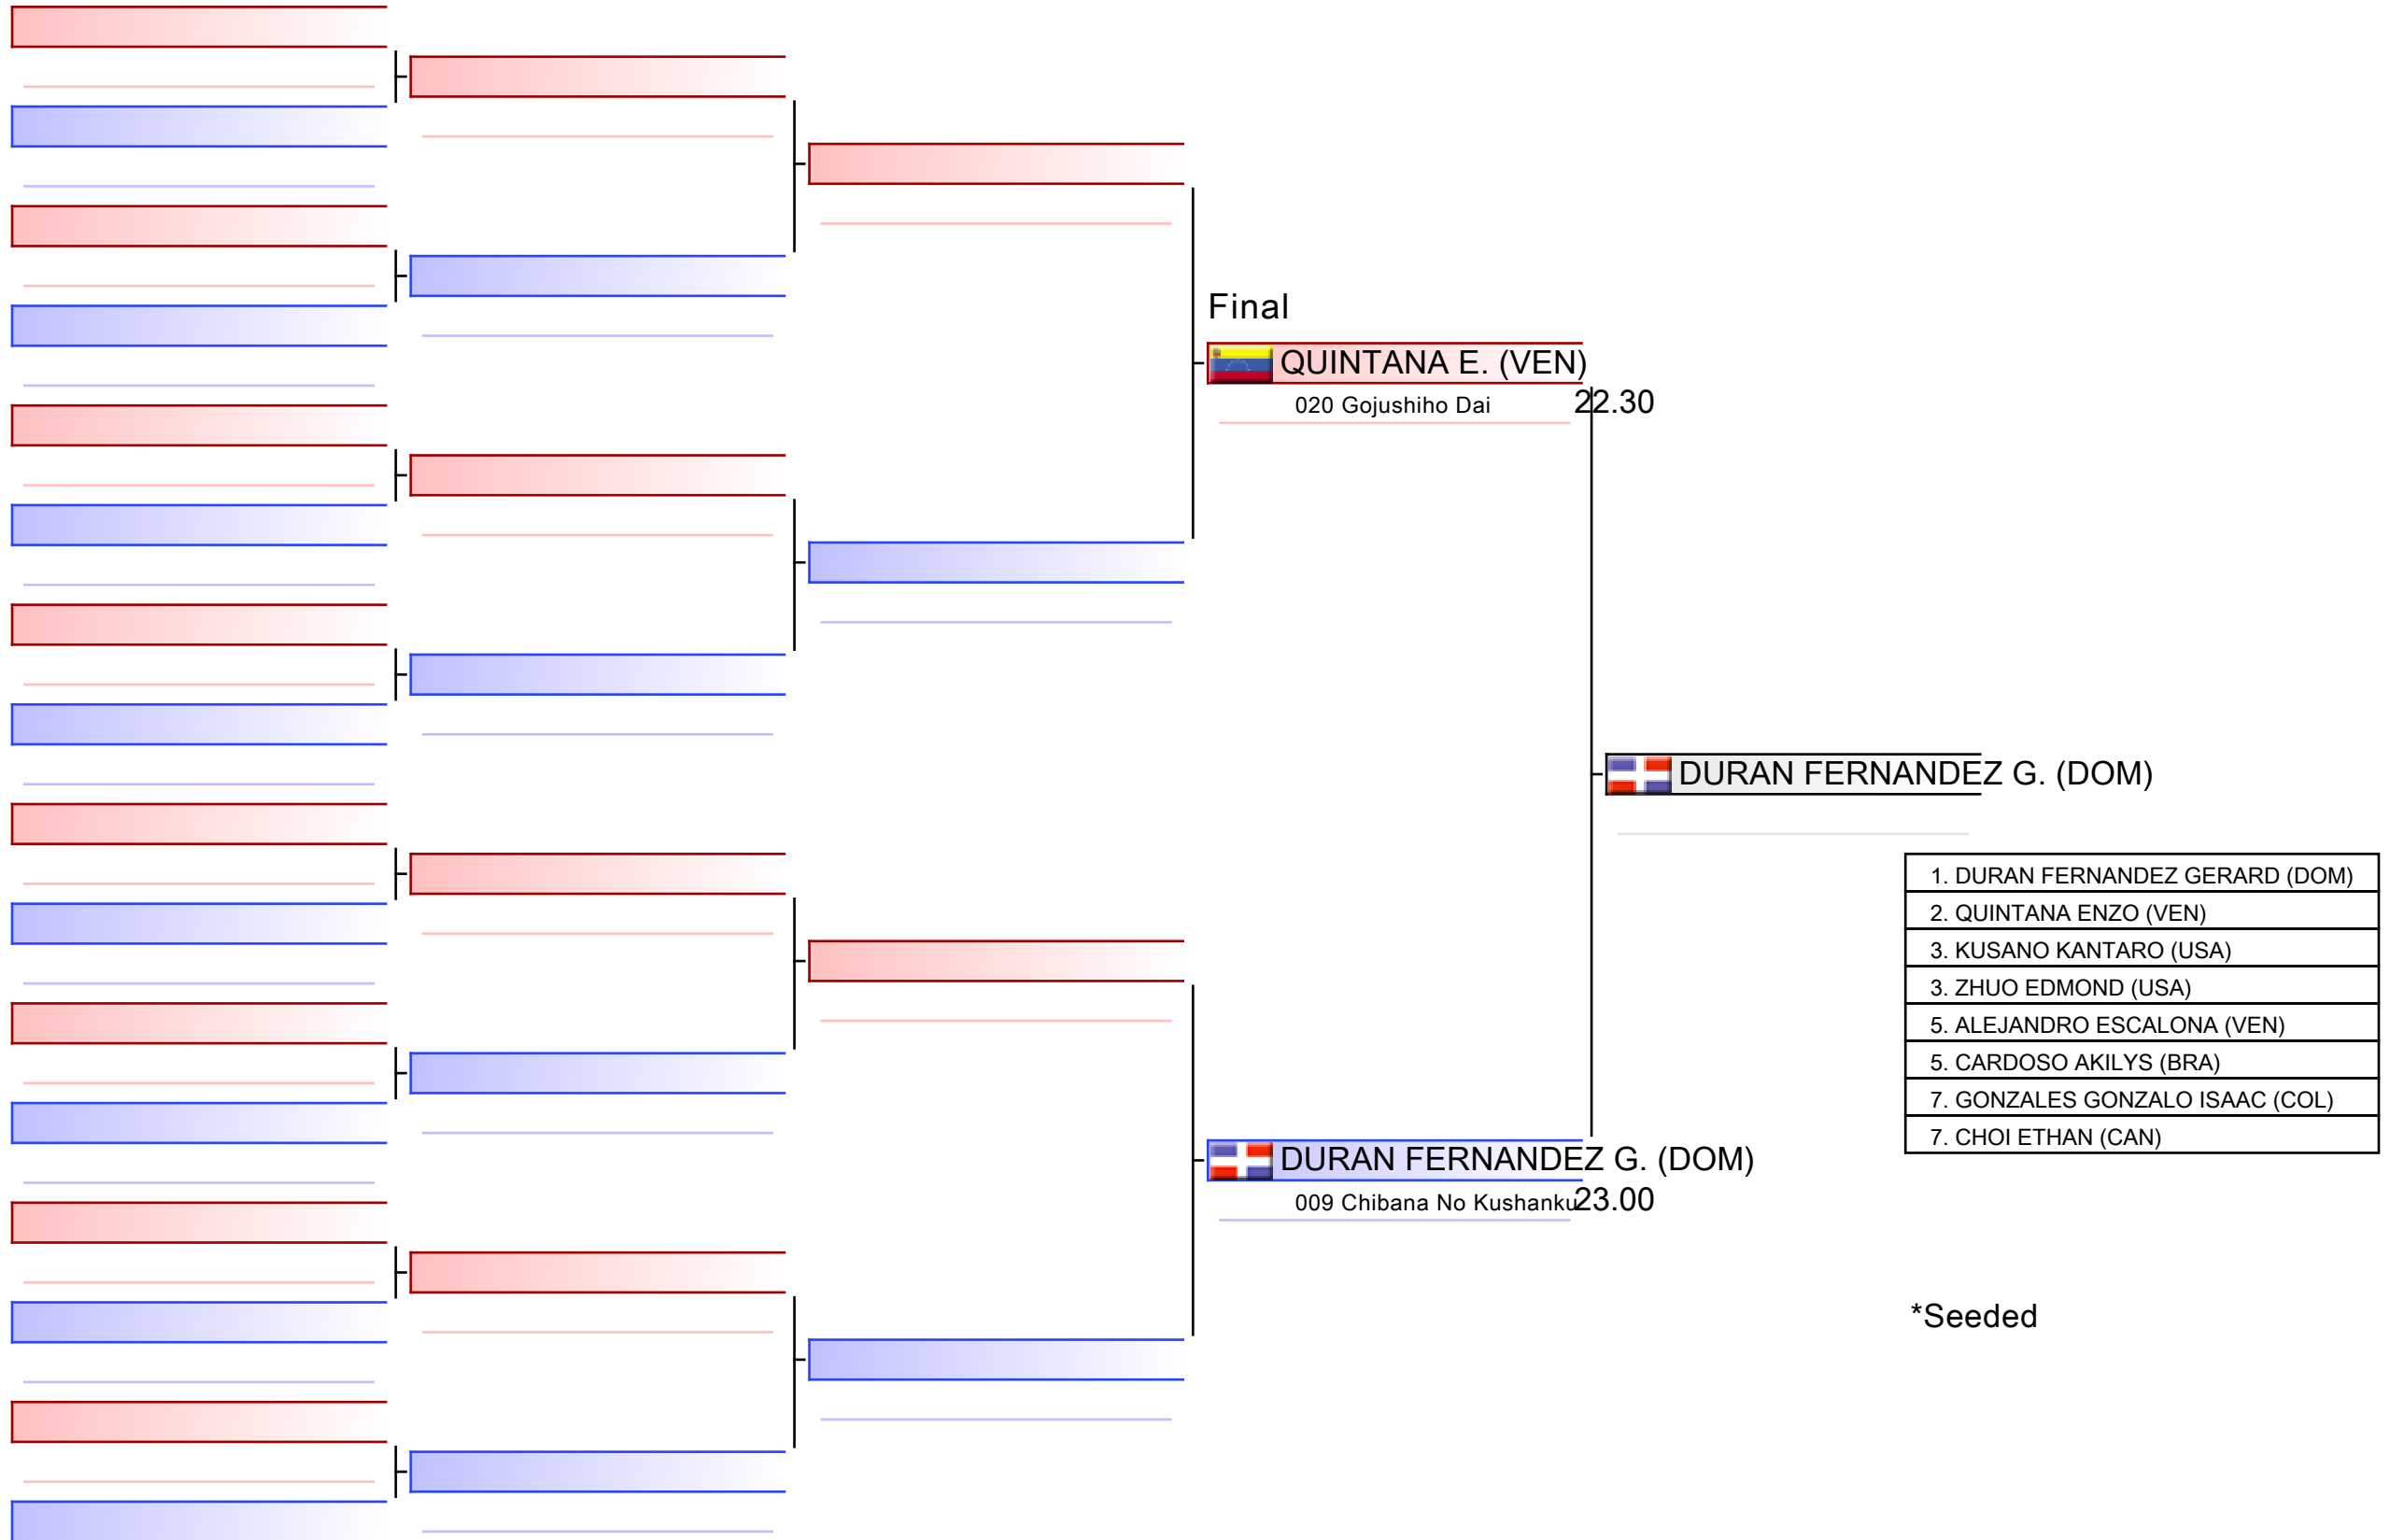 Final
QUINTANA E. (VEN)
020 Gojushiho Dai 22.30
DURAN FERNANDEZ G. (DOM)
1. DURAN FERNANDEZ GERARD (DOM)
2. QUINTANA ENZO (VEN)
3. KUSANO KANTARO (USA)
3. ZHUO EDMOND (USA)
5. ALEJANDRO ESCALONA (VEN)
5. CARDOSO AKILYS (BRA)
7. GONZALES GONZALO ISAAC (COL)
7. CHOI ETHAN (CAN)
DURAN FERNANDEZ G. (DOM)
009 Chibana No Kushanku 23.00
*Seeded